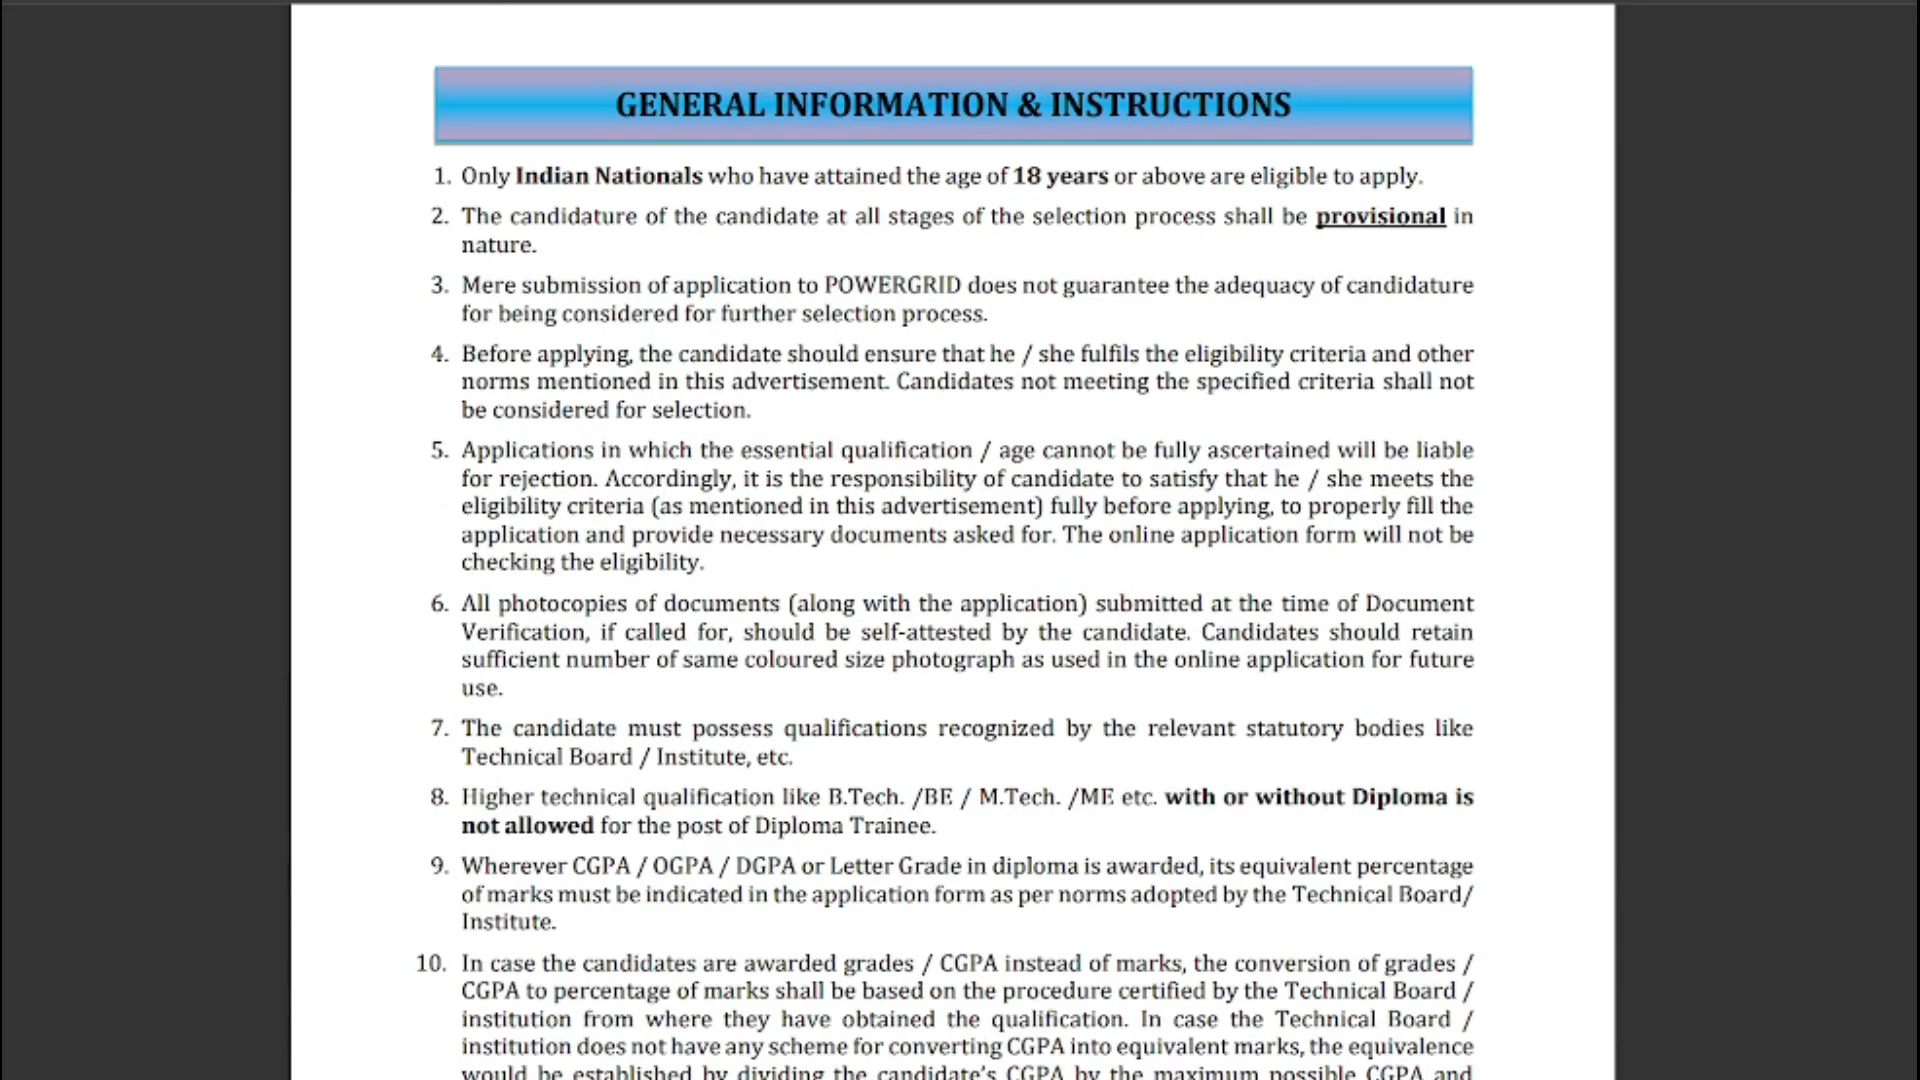 GENERAL INFORMATION & INSTRUCTIONS
1. Only Indian Nationals who have attained the age of 18 years or above are eligible to apply.
2. The candidature of the candidate at all stages of the selection process shall be provisional in
nature.
3. Mere submission of application to POWERGRID does not guarantee the adequacy of candidature
for being considered for further selection process.
4. Before applying, the candidate should ensure that he / she fulfils the eligibility criteria and other
norms mentioned in this advertisement. Candidates not meeting the specified criteria shall not
be considered for selection.
5. Applications in which the essential qualification / age cannot be fully ascertained will be liable
for rejection. Accordingly, it is the responsibility of candidate to satisfy that he / she meets the
eligibility criteria (as mentioned in this advertisement) fully before applying, to properly fill the
application and provide necessary documents asked for. The online application form will not be
checking the eligibility.
6. All photocopies of documents (along with the application) submitted at the time of Document
Verification, if called for, should be self-attested by the candidate. Candidates should retain
sufficient number of same coloured size photograph as used in the online application for future
use.
7. The candidate must possess qualifications recognized by the relevant statutory bodies like
Technical Board / Institute, etc.
8. Higher technical qualification like B.Tech. /BE / M.Tech. /ME etc. with or without Diploma is
not allowed for the post of Diploma Trainee.
9. Wherever CGPA / OGPA / DGPA or Letter Grade in diploma is awarded, its equivalent percentage
of marks must be indicated in the application form as per norms adopted by the Technical Board/
Institute.
10. In case the candidates are awarded grades / CGPA instead of marks, the conversion of grades /
CGPA to percentage of marks shall be based on the procedure certified by the Technical Board /
institution from where they have obtained the qualification. In case the Technical Board /
institution does not have any scheme for converting CGPA into equivalent marks, the equivalence
would be established by dividing the candidate's CGPA by the maximum possible CGPA and